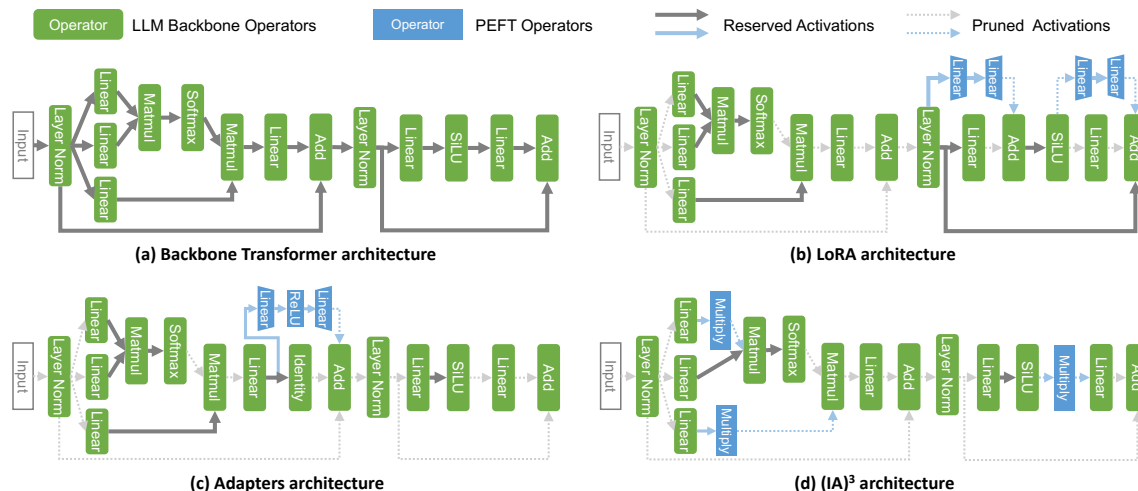 Operator LLM Backbone Operators Operator PEFT Operators Reserved Activations Pruned Activations
Input
Layer Norm
Linear
Linear
Linear
Matmul
Softmax
Matmul
Linear
Add
Layer Norm
Linear
SiLU
Linear
Add
(a) Backbone Transformer architecture
Input
Layer Norm
Linear
Linear
Linear
Matmul
Softmax
Matmul
Linear
Add
Layer Norm
Linear
Linear
Linear
Add
SiLU
Linear
Linear
Linear
Add
(b) LoRA architecture
Input
Layer Norm
Linear
Linear
Linear
Matmul
Softmax
Matmul
Linear
Linear
ReLU
Linear
Identity
Add
Layer Norm
Linear
SiLU
Linear
Add
(c) Adapters architecture
Input
Layer Norm
Linear
Linear
Linear
Multiply
Multiply
Matmul
Softmax
Matmul
Linear
Add
Layer Norm
Linear
SiLU
Multiply
Linear
Add
(d) (IA)³ architecture